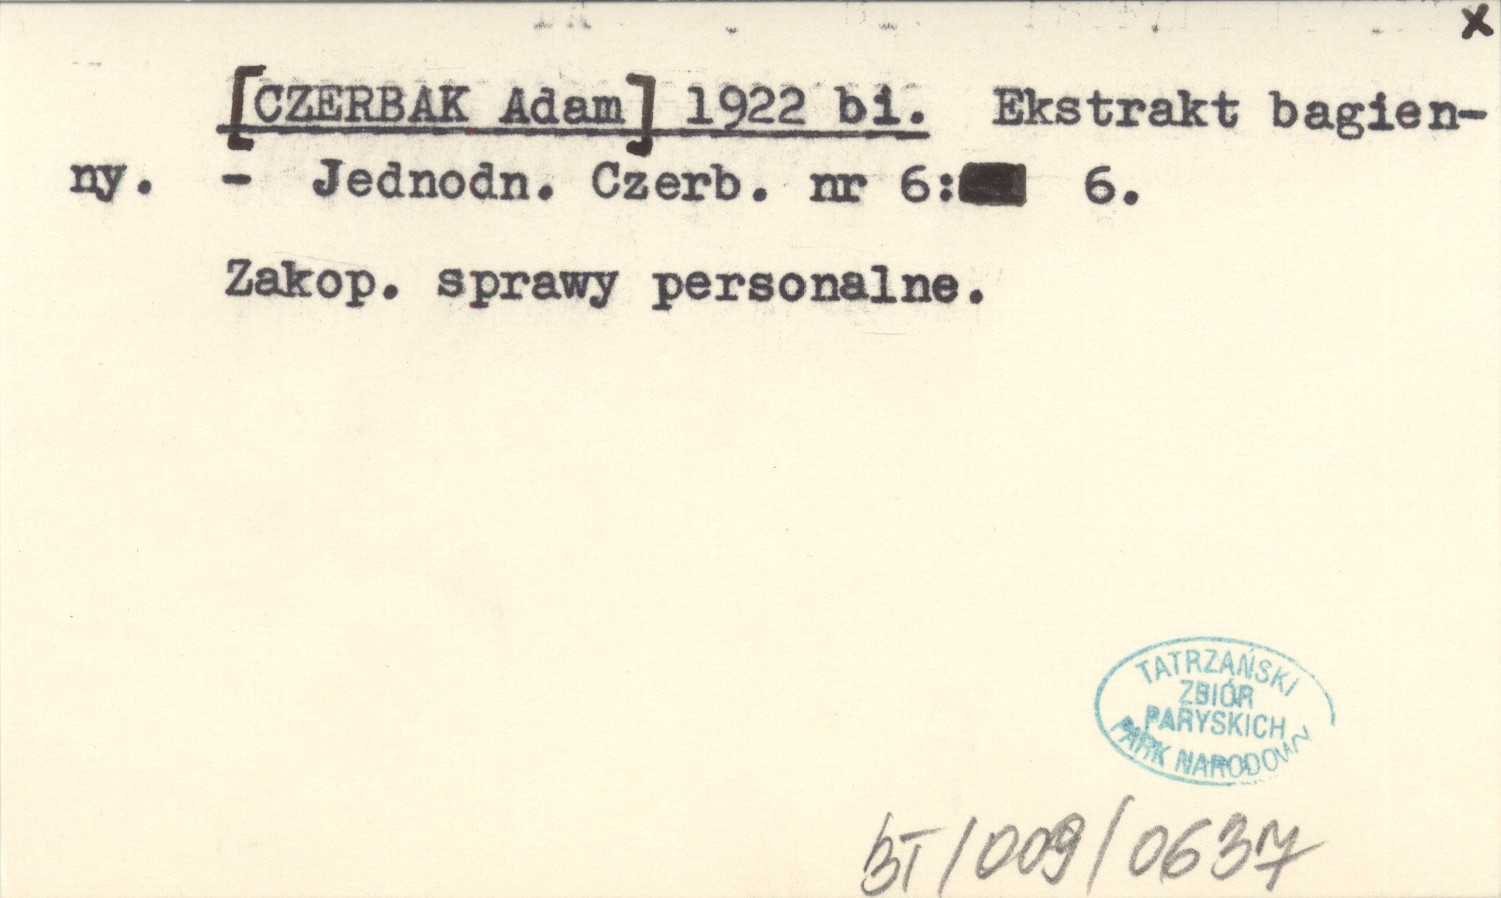 x
[CZERBAK Adam] 1922 bi. Ekstrakt bagien-
ny. - Jednodn. Czerb. nr 6: 6.
Zakop. sprawy personalne.
TATRZAŃSKI
ZBIÓR
PARYSKICH
PARK NARODOWY
BT/009/0637